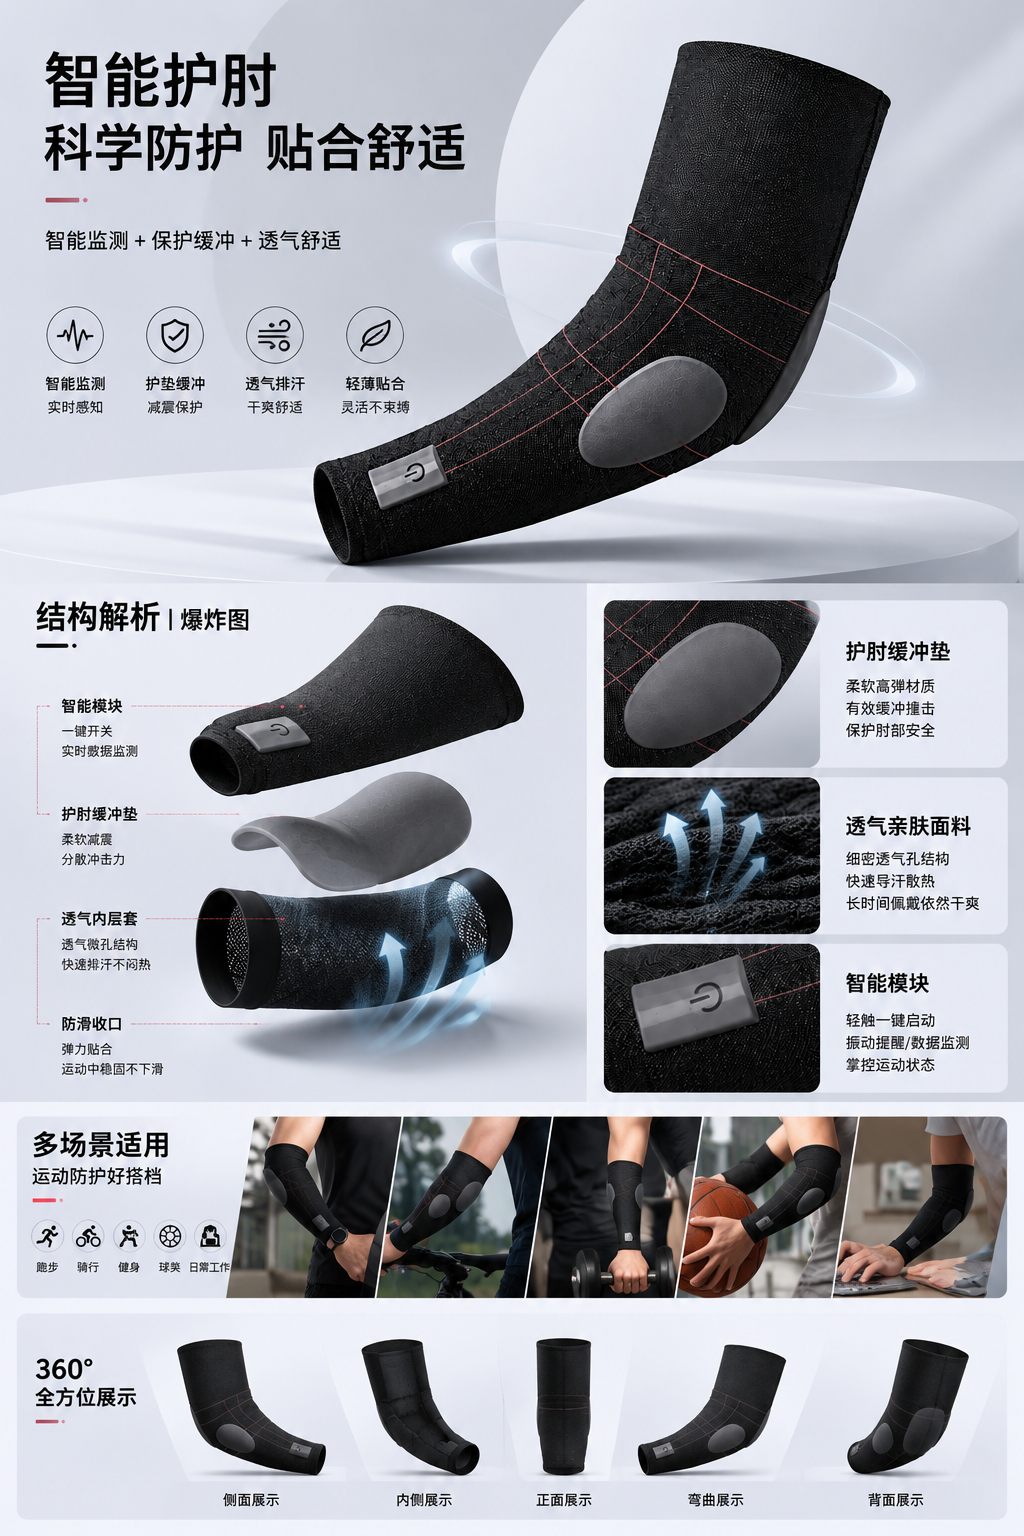 智能护肘
科学防护 贴合舒适
智能监测 + 保护缓冲 + 透气舒适
智能监测
实时感知
护垫缓冲
减震保护
透气排汗
干爽舒适
轻薄贴合
灵活不束缚
结构解析 | 爆炸图
智能模块
一键开关
实时数据监测
护肘缓冲垫
柔软减震
分散冲击力
透气内层套
透气微孔结构
快速排汗不闷热
防滑收口
弹力贴合
运动中稳固不下滑
护肘缓冲垫
柔软高弹材质
有效缓冲撞击
保护肘部安全
透气亲肤面料
细密透气孔结构
快速导汗散热
长时间佩戴依然干爽
智能模块
轻触一键启动
振动提醒/数据监测
掌控运动状态
多场景适用
运动防护好搭档
跑步
骑行
健身
球类
日常工作
360°
全方位展示
侧面展示
内侧展示
正面展示
弯曲展示
背面展示